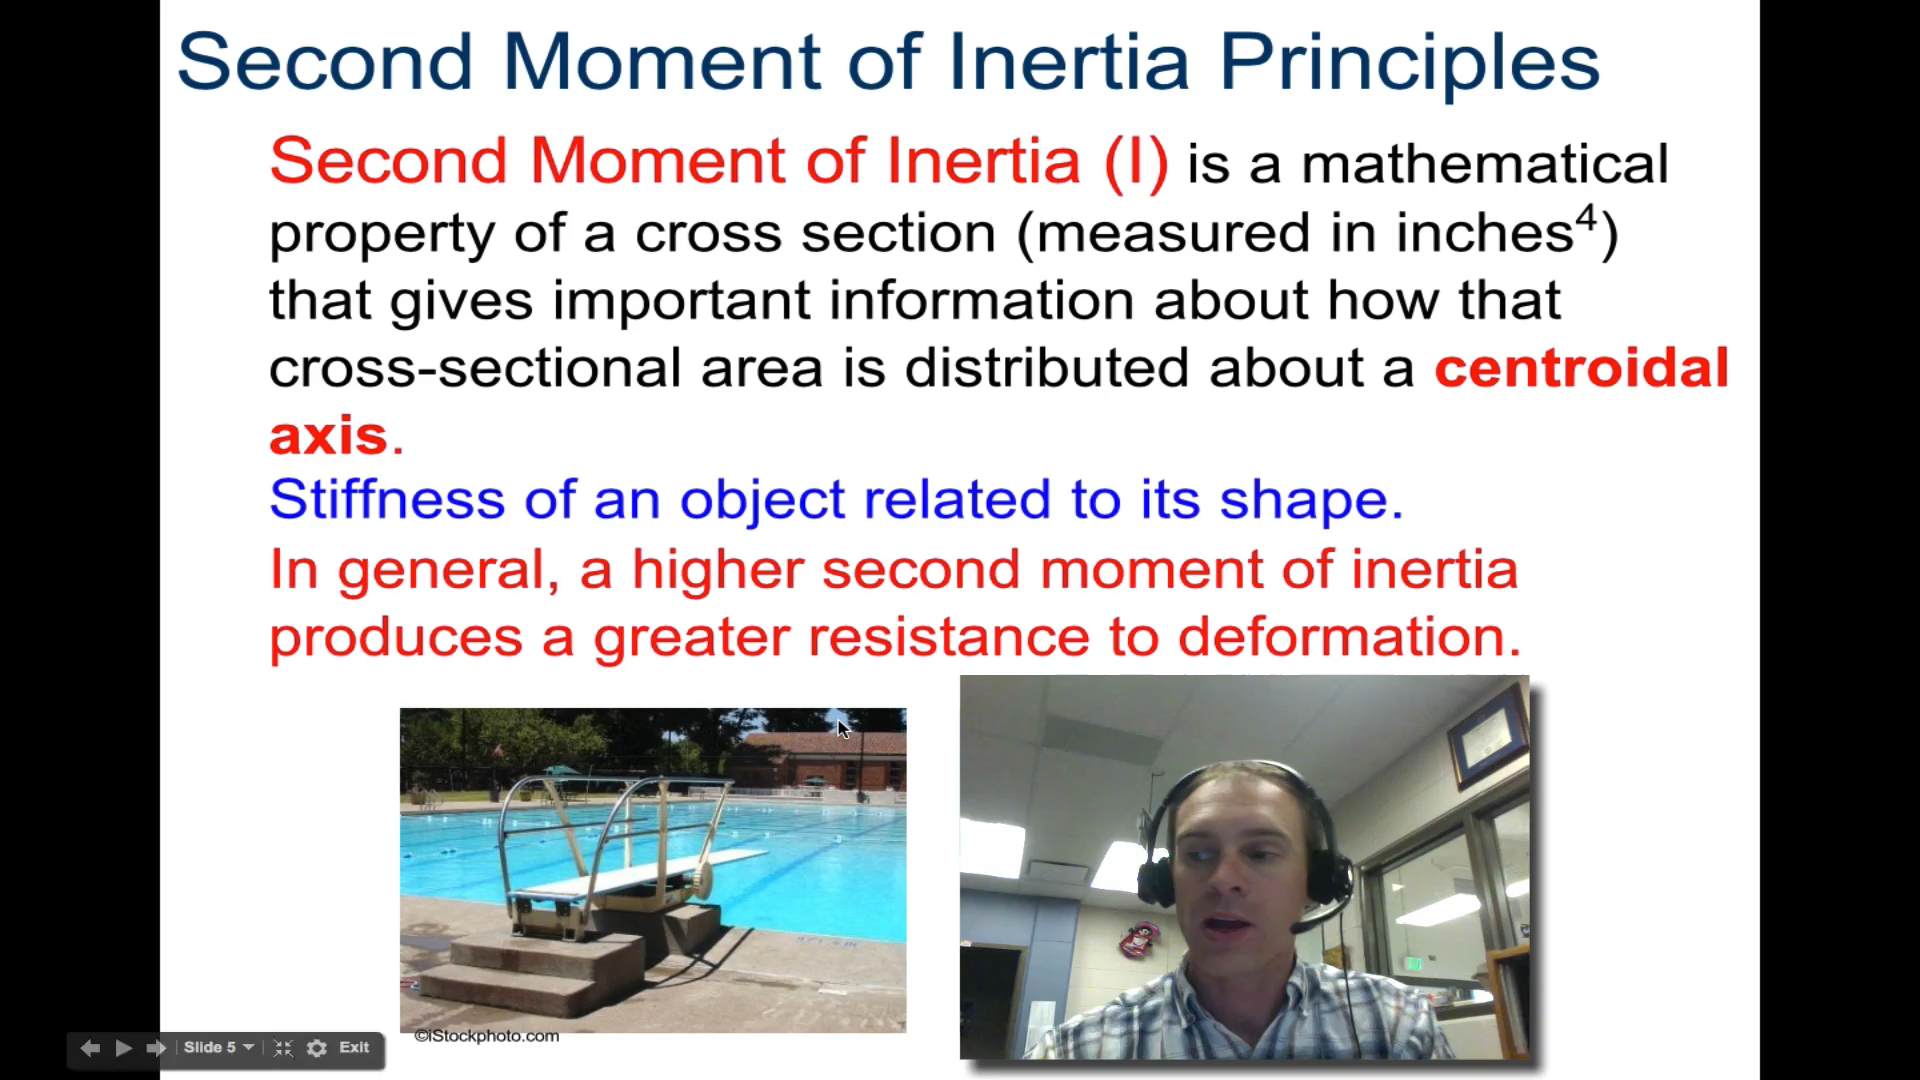 Second Moment of Inertia Principles
Second Moment of Inertia (I) is a mathematical
property of a cross section (measured in inches⁴)
that gives important information about how that
cross-sectional area is distributed about a centroidal
axis.
Stiffness of an object related to its shape.
In general, a higher second moment of inertia
produces a greater resistance to deformation.
©iStockphoto.com
Slide 5
Exit